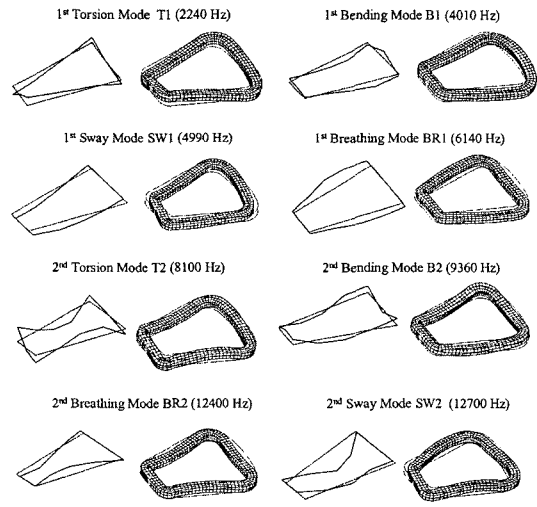 1st Torsion Mode T1 (2240 Hz)
1st Bending Mode B1 (4010 Hz)
1st Sway Mode SW1 (4990 Hz)
1st Breathing Mode BR1 (6140 Hz)
2nd Torsion Mode T2 (8100 Hz)
2nd Bending Mode B2 (9360 Hz)
2nd Breathing Mode BR2 (12400 Hz)
2nd Sway Mode SW2 (12700 Hz)